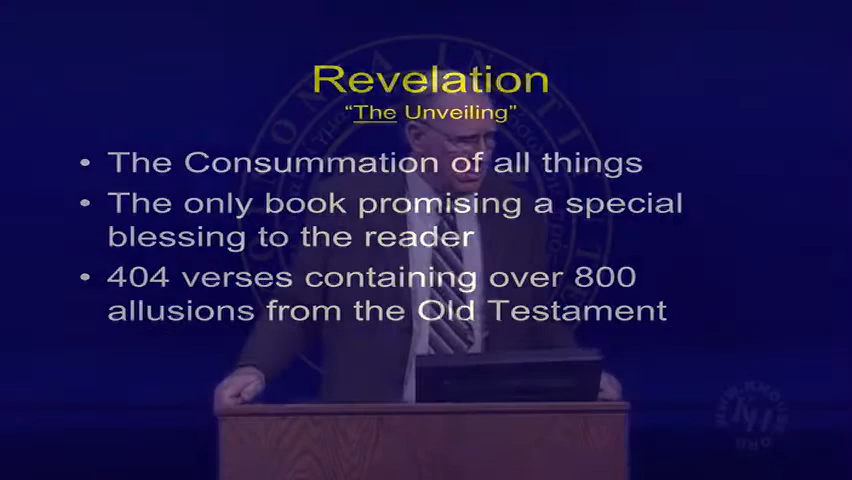 Revelation
“The Unveiling”
• The Consummation of all things
• The only book promising a special
blessing to the reader
• 404 verses containing over 800
allusions from the Old Testament